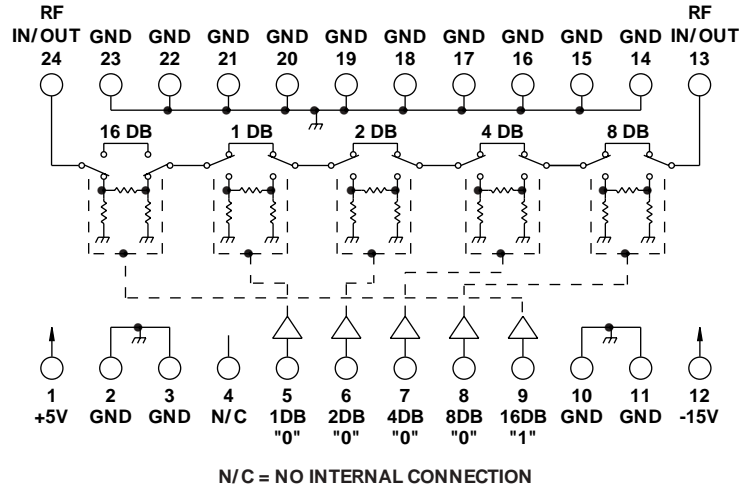 RF RF
IN/OUT GND GND GND GND GND GND GND GND GND GND IN/OUT
24 23 22 21 20 19 18 17 16 15 14 13
16 DB 1 DB 2 DB 4 DB 8 DB
1 2 3 4 5 6 7 8 9 10 11 12
+5V GND GND N/C 1DB 2DB 4DB 8DB 16DB GND GND -15V
"0" "0" "0" "0" "1"
N/C = NO INTERNAL CONNECTION